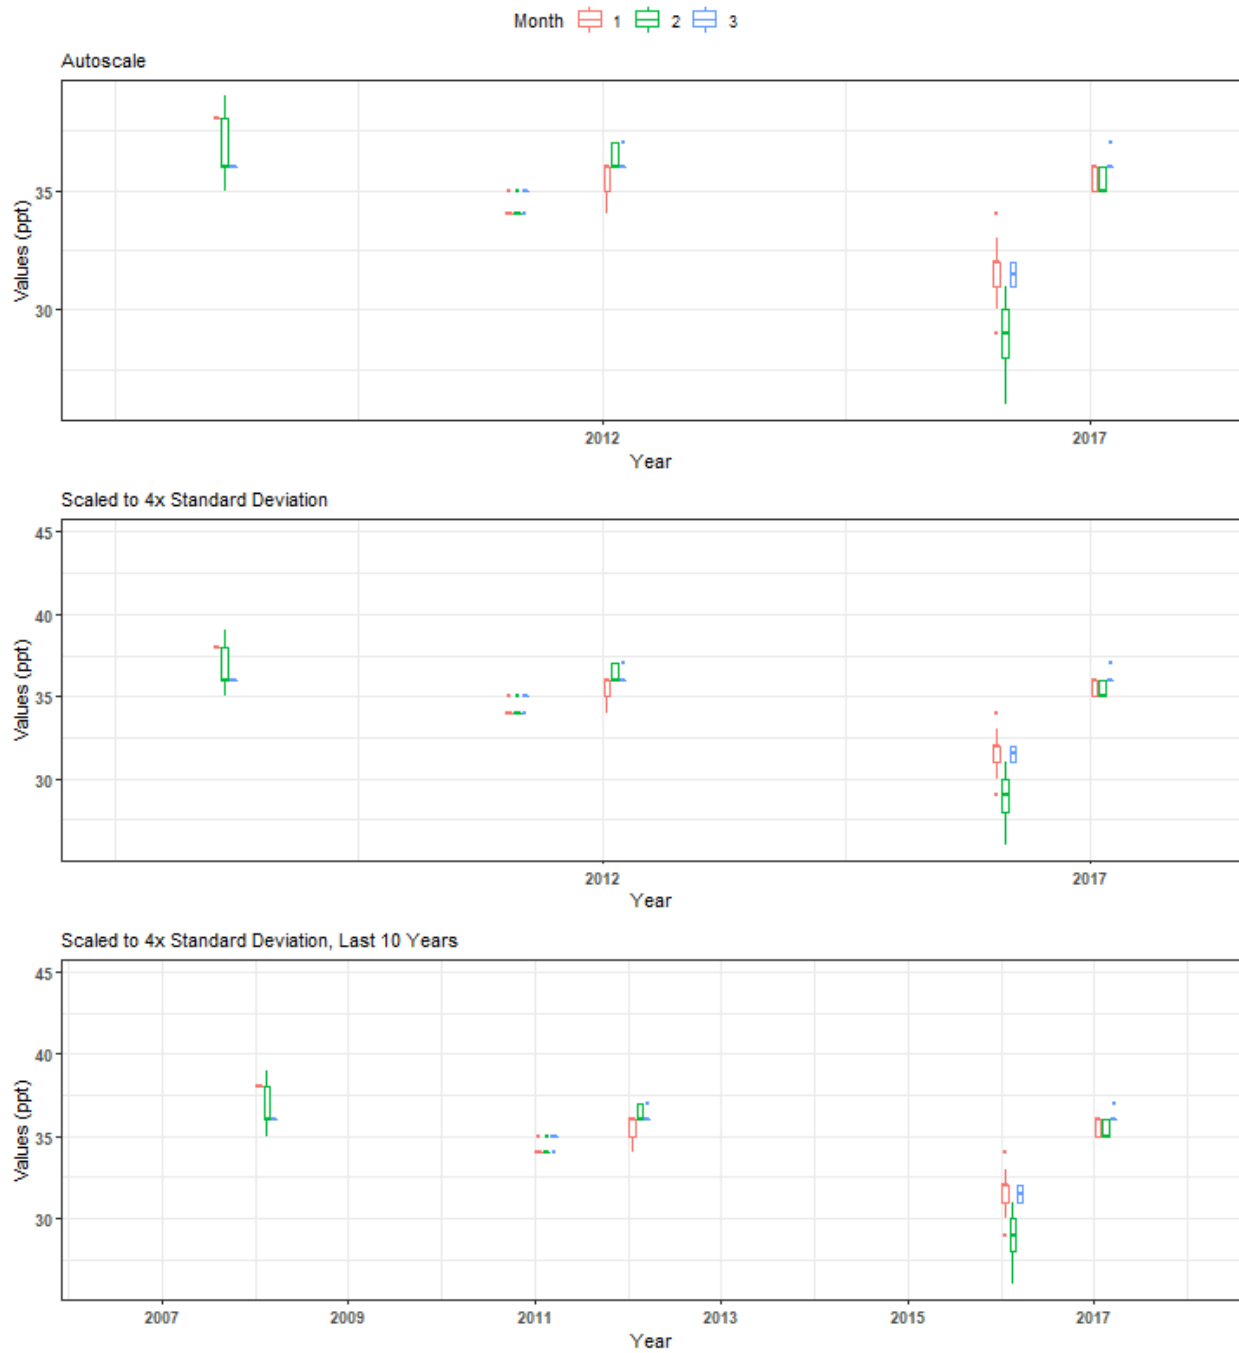 Month 1 2 3
Autoscale
Values (ppt)
35
30
2012 2017
Year
Scaled to 4x Standard Deviation
Values (ppt)
45
40
35
30
2012 2017
Year
Scaled to 4x Standard Deviation, Last 10 Years
Values (ppt)
45
40
35
30
2007 2009 2011 2013 2015 2017
Year